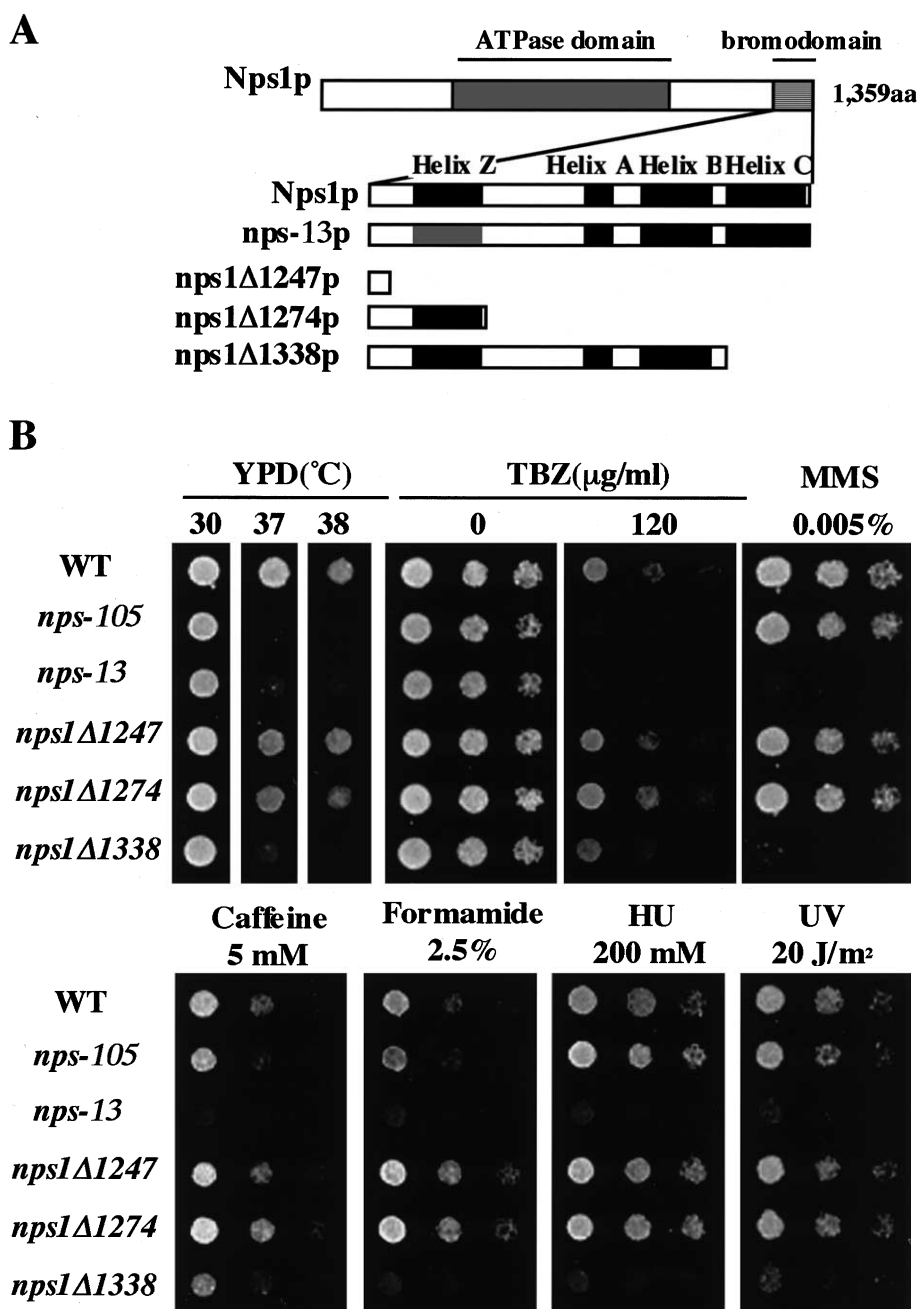 A
ATPase domain bromodomain
Nps1p
1,359aa
Helix Z Helix A Helix B Helix C
Nps1p
nps-13p
nps1Δ1247p
nps1Δ1274p
nps1Δ1338p
B
YPD(°C) TBZ(μg/ml) MMS
30 37 38 0 120 0.005%
WT
nps-105
nps-13
nps1Δ1247
nps1Δ1274
nps1Δ1338
Caffeine Formamide HU UV
5 mM 2.5% 200 mM 20 J/m²
WT
nps-105
nps-13
nps1Δ1247
nps1Δ1274
nps1Δ1338